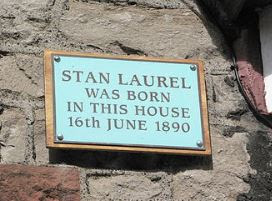 STAN LAUREL
WAS BORN
IN THIS HOUSE
16th JUNE 1890